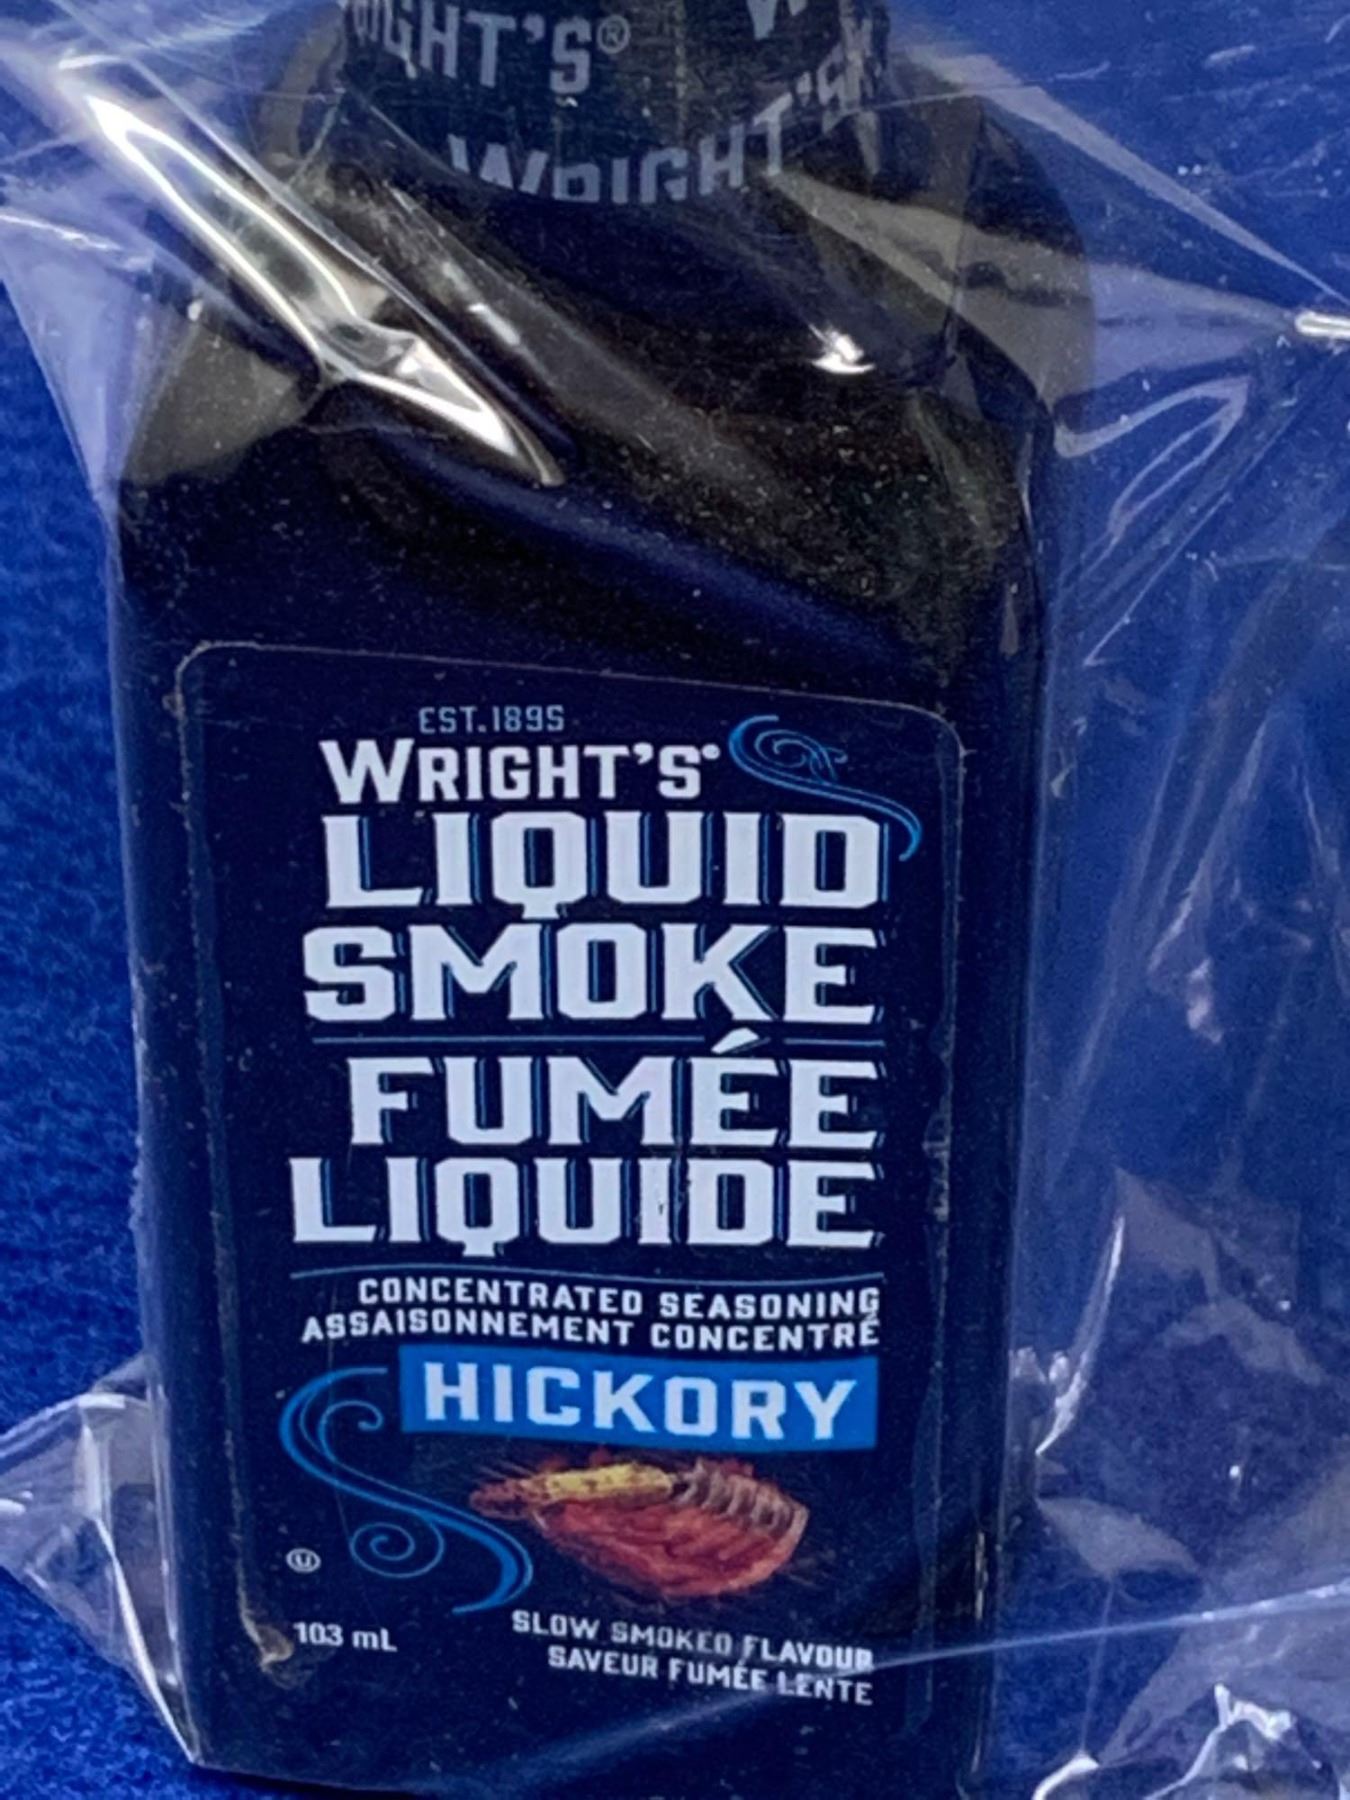 WRIGHT'S®
WRIGHT'S
EST.1895
WRIGHT'S®
LIQUID
SMOKE
FUMÉE
LIQUIDE
CONCENTRATED SEASONING
ASSAISONNEMENT CONCENTRÉ
HICKORY
U
103 mL
SLOW SMOKED FLAVOUR
SAVEUR FUMÉE LENTE